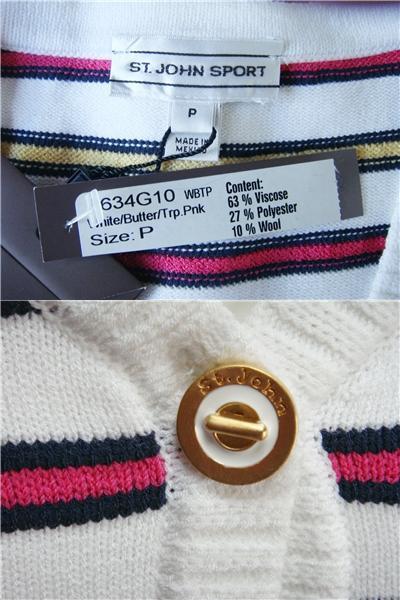 ST. JOHN SPORT
P
MADE IN
MEXICO
634G10 WBTP
White/Butter/Trp.Pnk
Size: P
Content:
63 % Viscose
27 % Polyester
10 % Wool
St. John